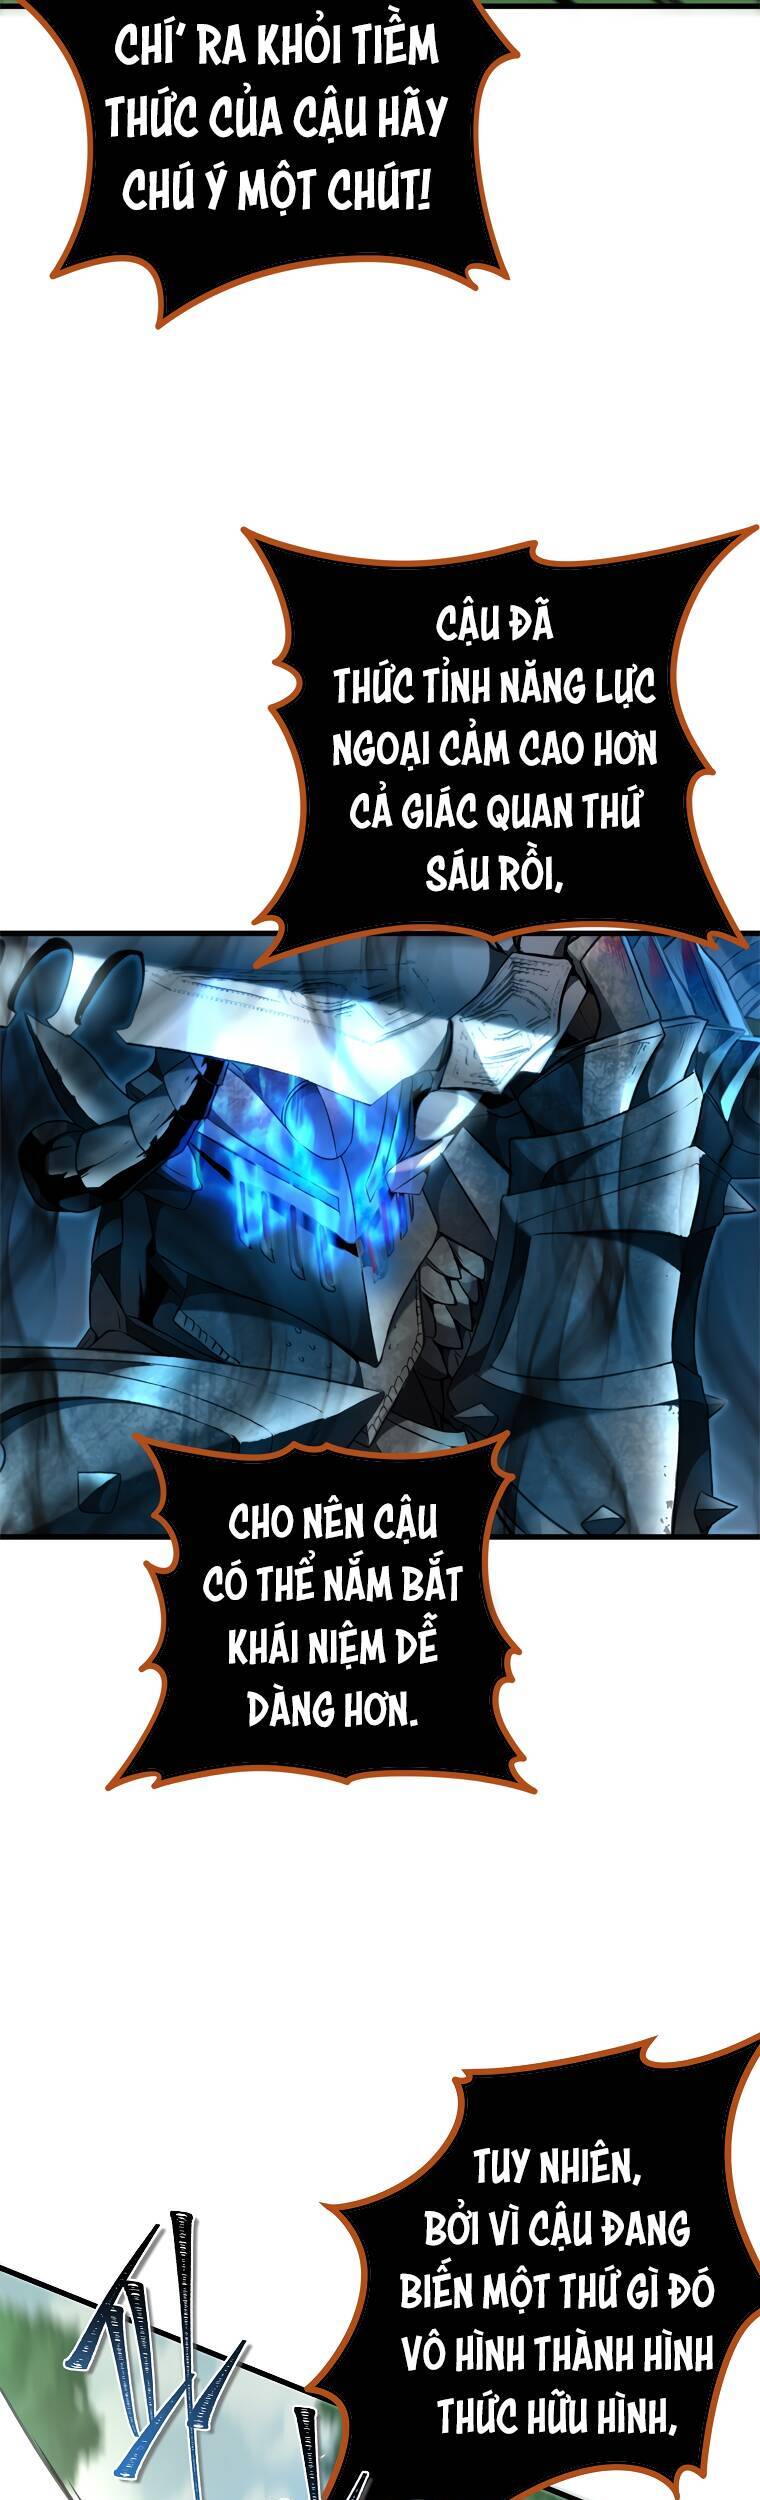 CHỈ RA KHỎI TIỀM
THỨC CỦA CẬU HÃY
CHÚ Ý MỘT CHÚT!
CẬU ĐÃ
THỨC TỈNH NĂNG LỰC
NGOẠI CẢM CAO HƠN
CẢ GIÁC QUAN THỨ
SÁU RỒI,
CHO NÊN CẬU
CÓ THỂ NẮM BẮT
KHÁI NIỆM DỄ
DÀNG HƠN.
TUY NHIÊN,
BỞI VÌ CẬU ĐANG
BIẾN MỘT THỨ GÌ ĐÓ
VÔ HÌNH THÀNH HÌNH
THỨC HỮU HÌNH,